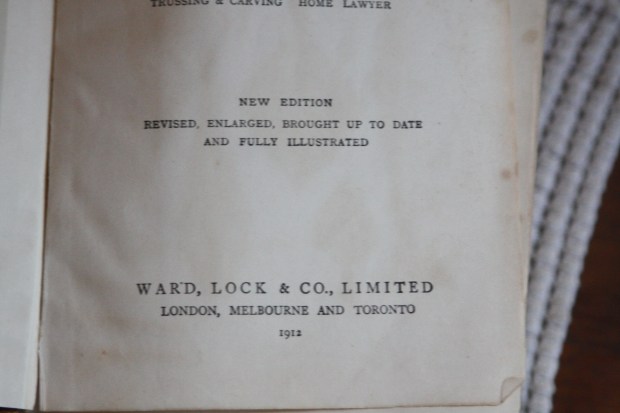 TRUSSING & CARVING HOME LAWYER
NEW EDITION
REVISED, ENLARGED, BROUGHT UP TO DATE
AND FULLY ILLUSTRATED
WARD, LOCK & CO., LIMITED
LONDON, MELBOURNE AND TORONTO
1912